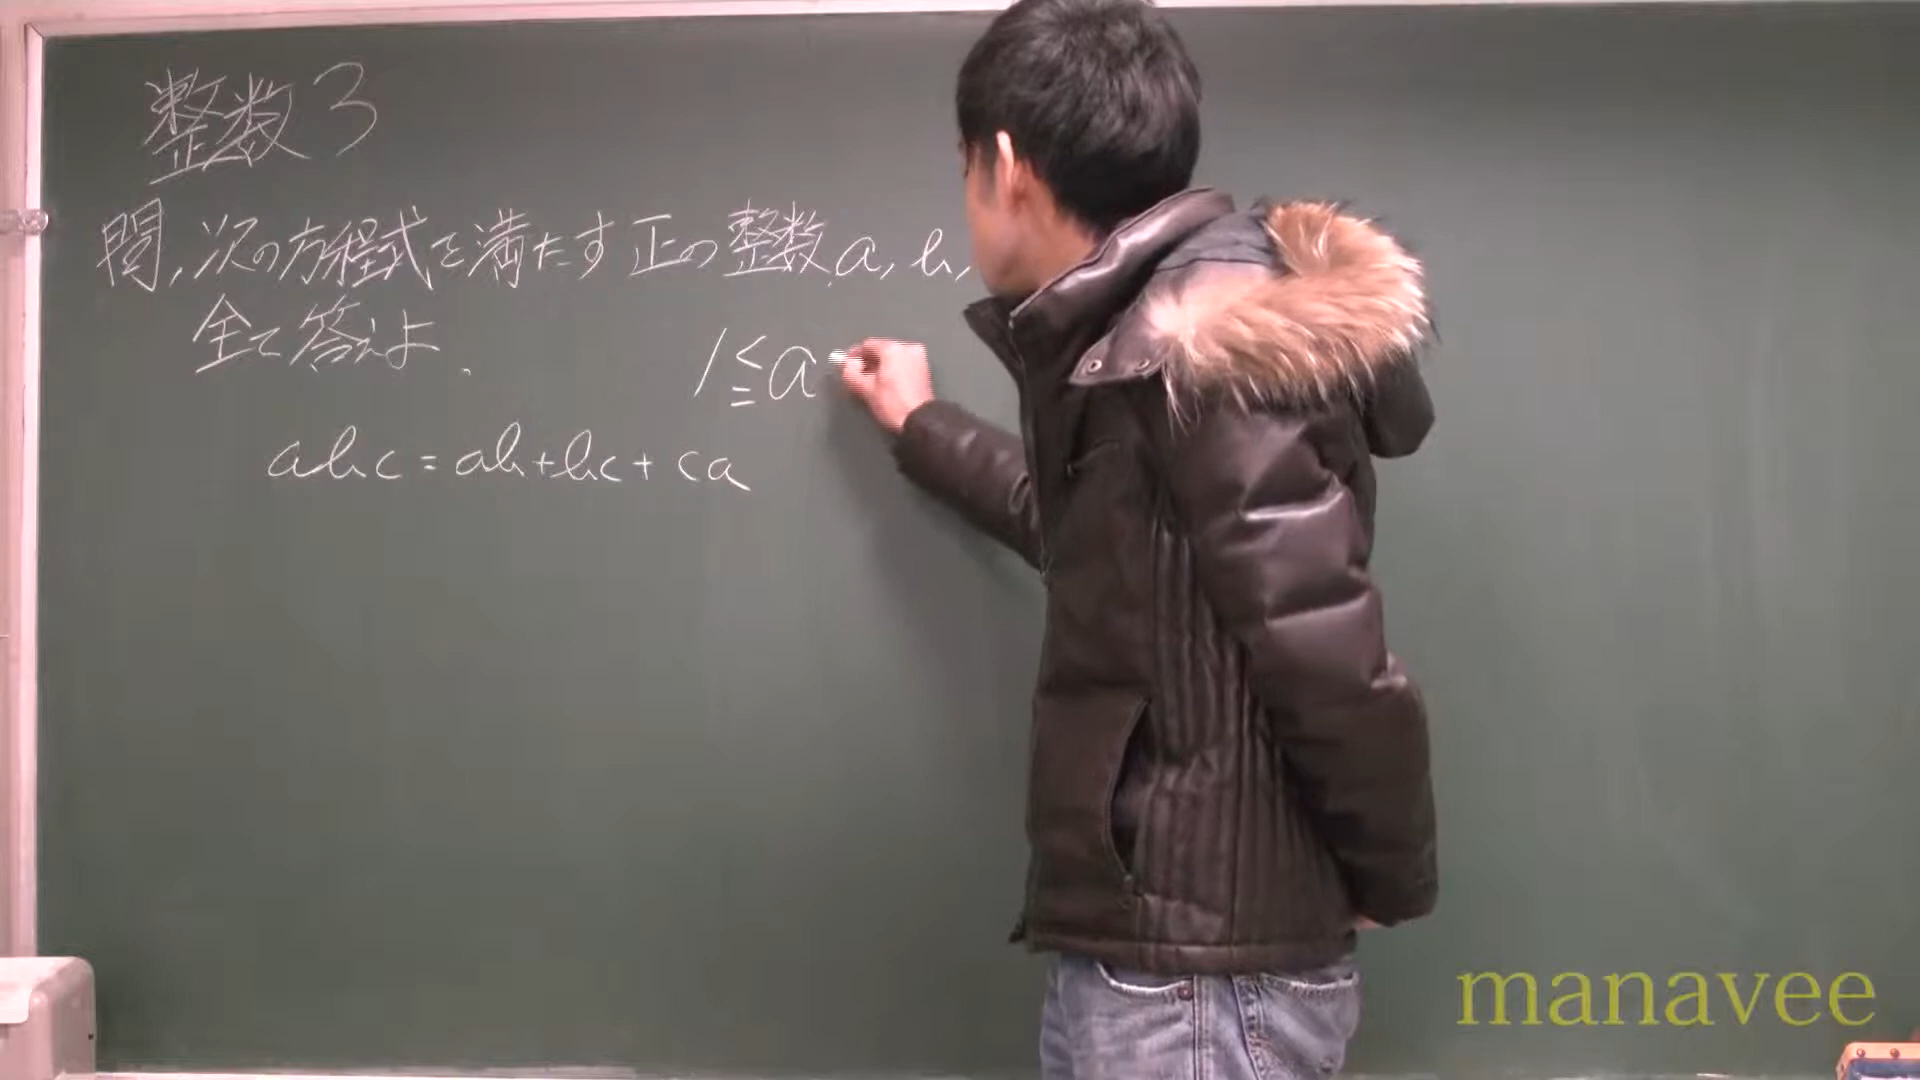 整数3
問,次の方程式を満たす正の整数a,b,
全て答えよ.
1≦a
abc=ab+bc+ca
manavee